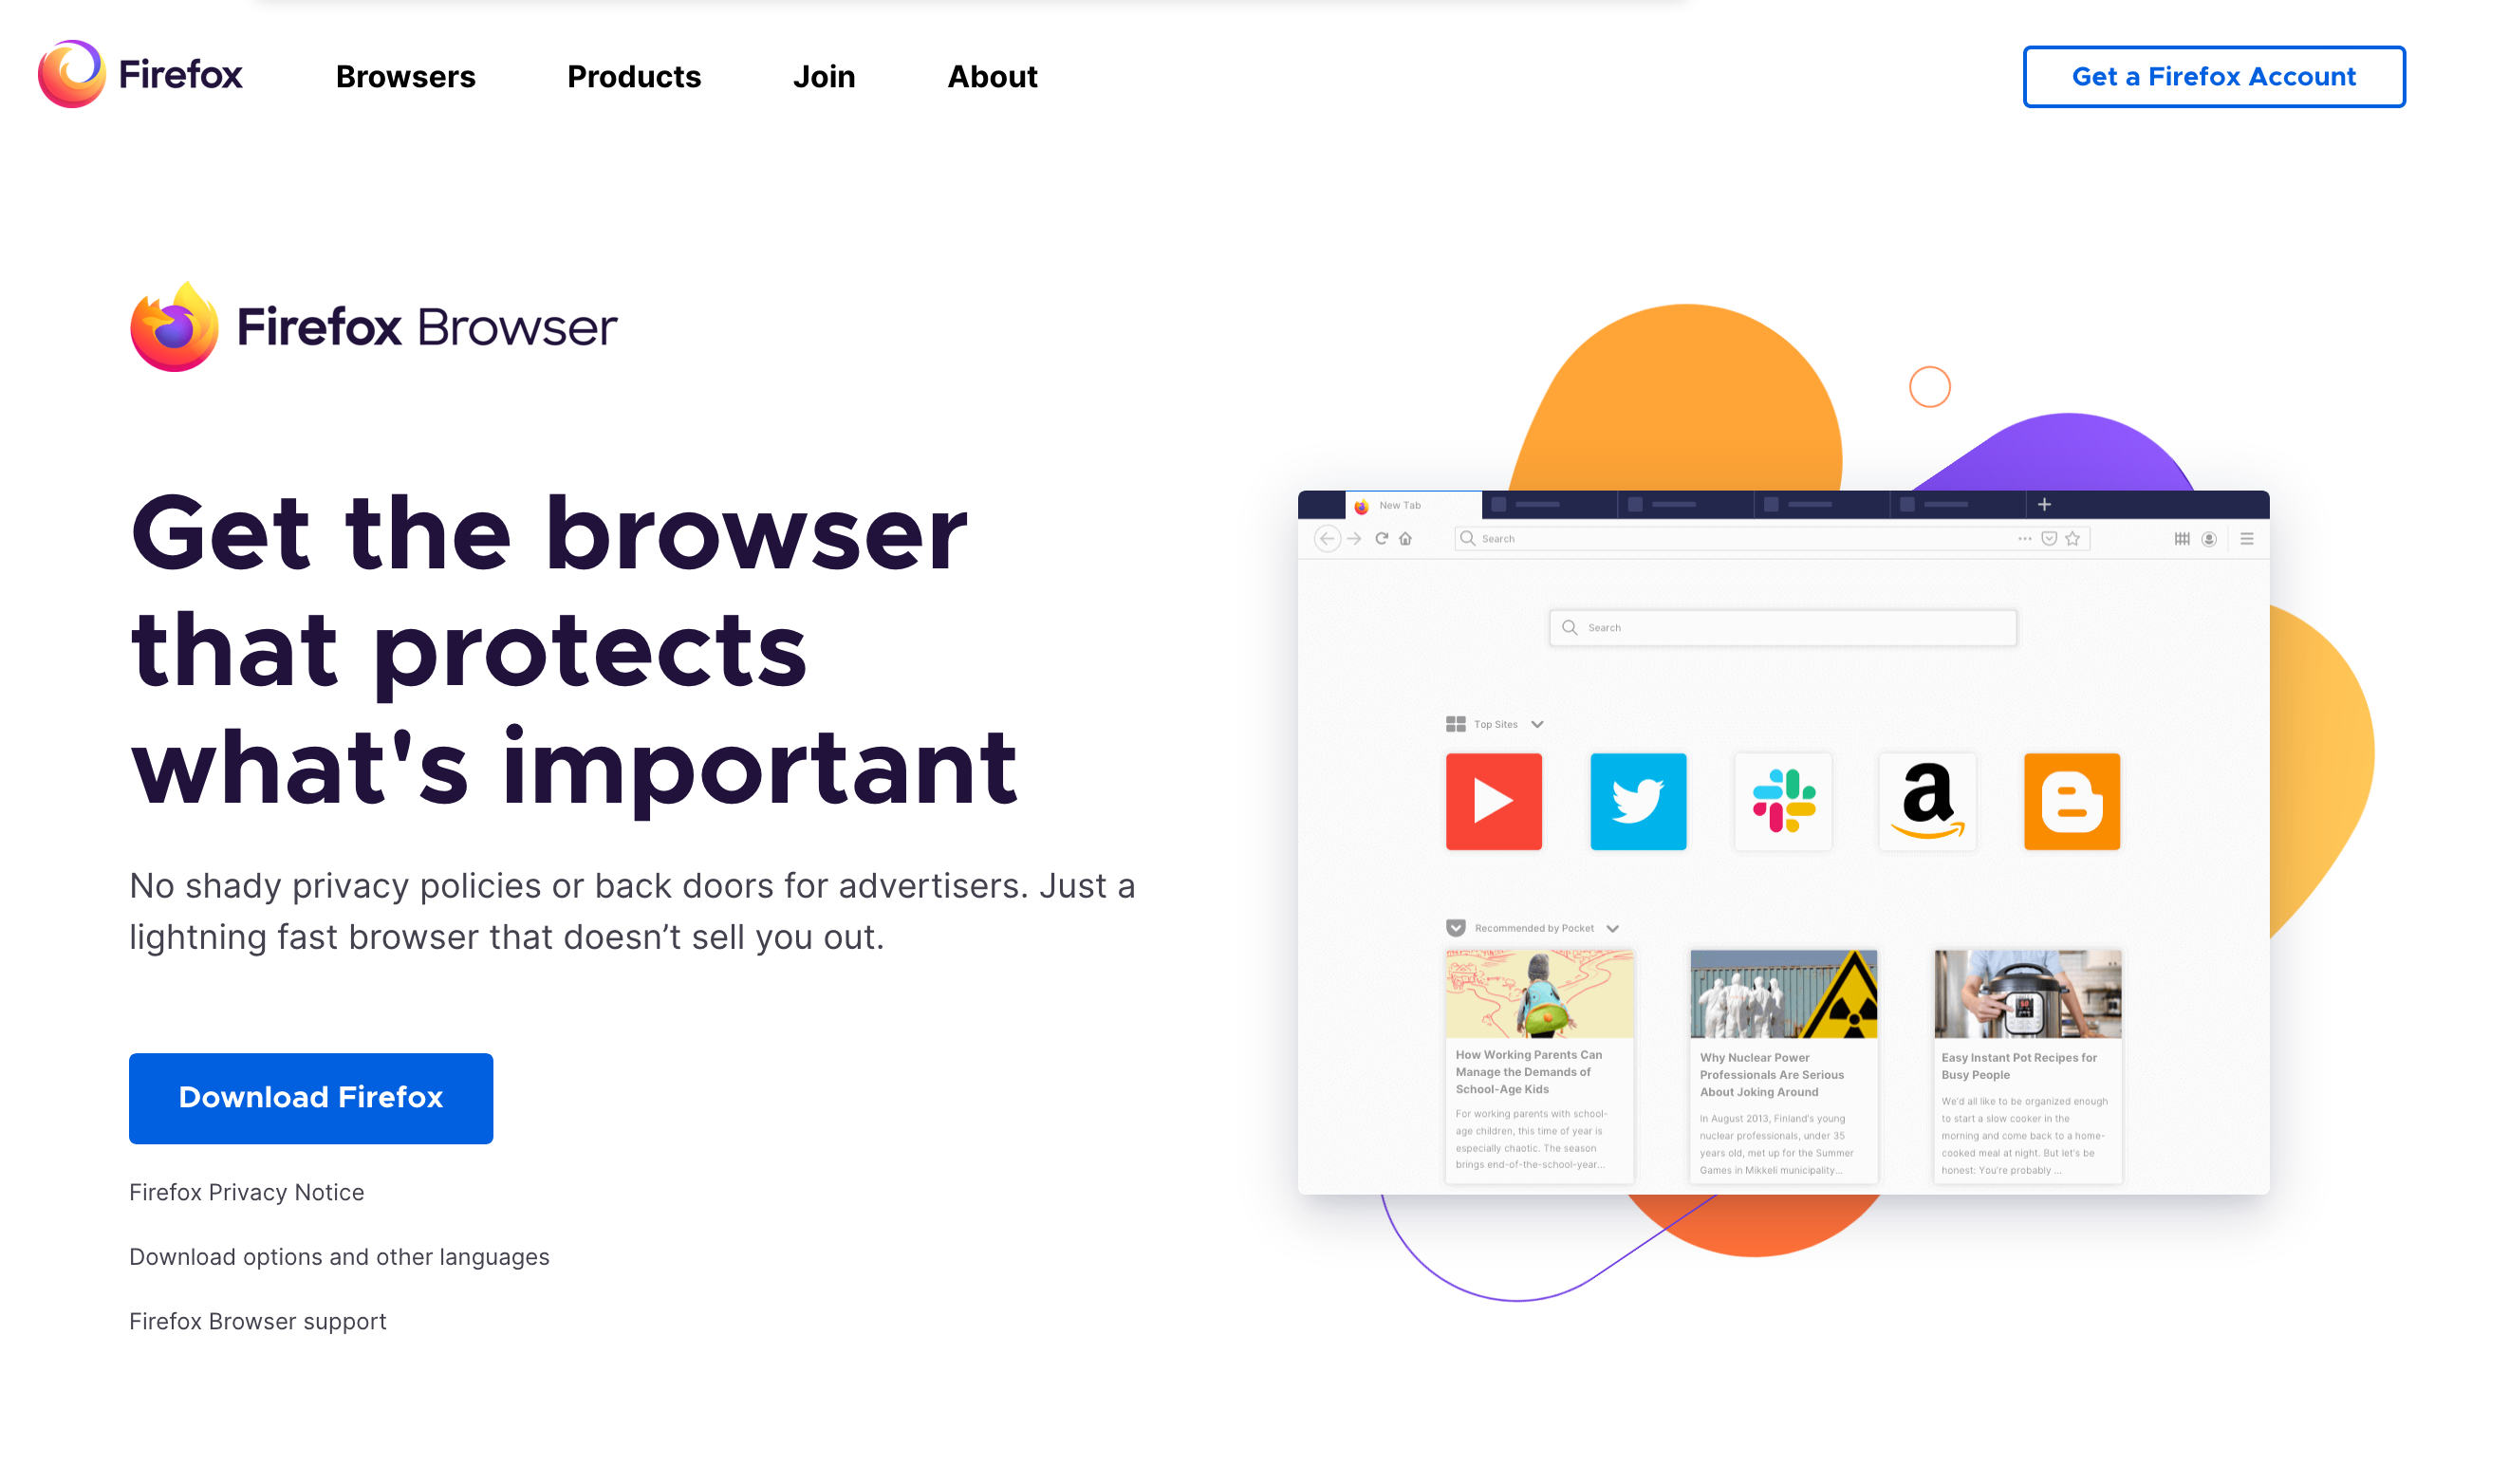 Firefox
Browsers
Products
Join
About
Get a Firefox Account
Firefox Browser
Get the browser
that protects
what's important
No shady privacy policies or back doors for advertisers. Just a
lightning fast browser that doesn’t sell you out.
Download Firefox
Firefox Privacy Notice
Download options and other languages
Firefox Browser support
New Tab
Search
Search
Top Sites
a
Recommended by Pocket
How Working Parents Can
Manage the Demands of
School-Age Kids
For working parents with school-
age children, this time of year is
especially chaotic. The season
brings end-of-the-school-year...
Why Nuclear Power
Professionals Are Serious
About Joking Around
In August 2013, Finland's young
nuclear professionals, under 35
years old, met up for the Summer
Games in Mikkeli municipality...
Easy Instant Pot Recipes for
Busy People
We'd all like to be organized enough
to start a slow cooker in the
morning and come back to a home-
cooked meal at night. But let's be
honest: You're probably ...